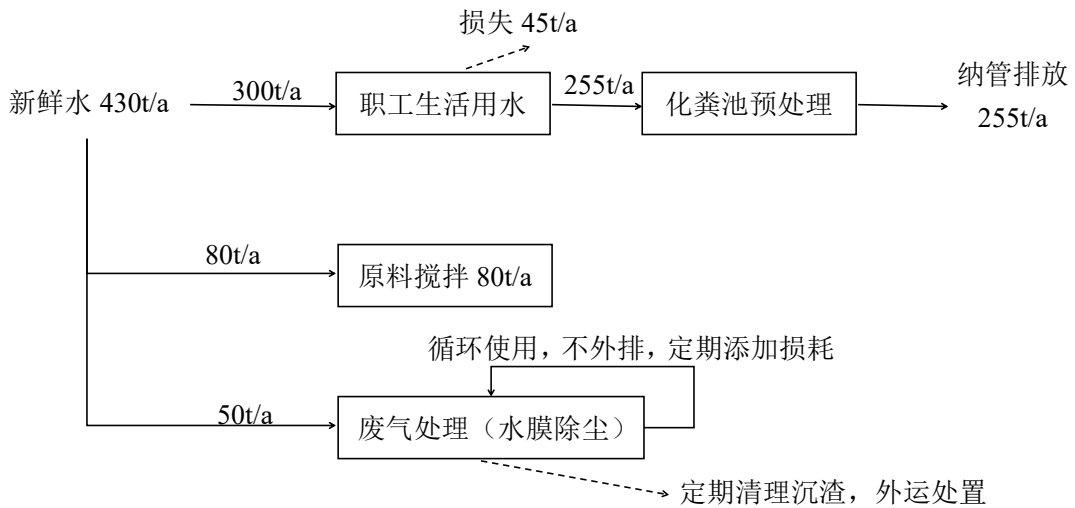 损失 45t/a
新鲜水 430t/a
300t/a
职工生活用水
255t/a
化粪池预处理
纳管排放
255t/a
80t/a
原料搅拌 80t/a
循环使用，不外排，定期添加损耗
50t/a
废气处理（水膜除尘）
定期清理沉渣，外运处置